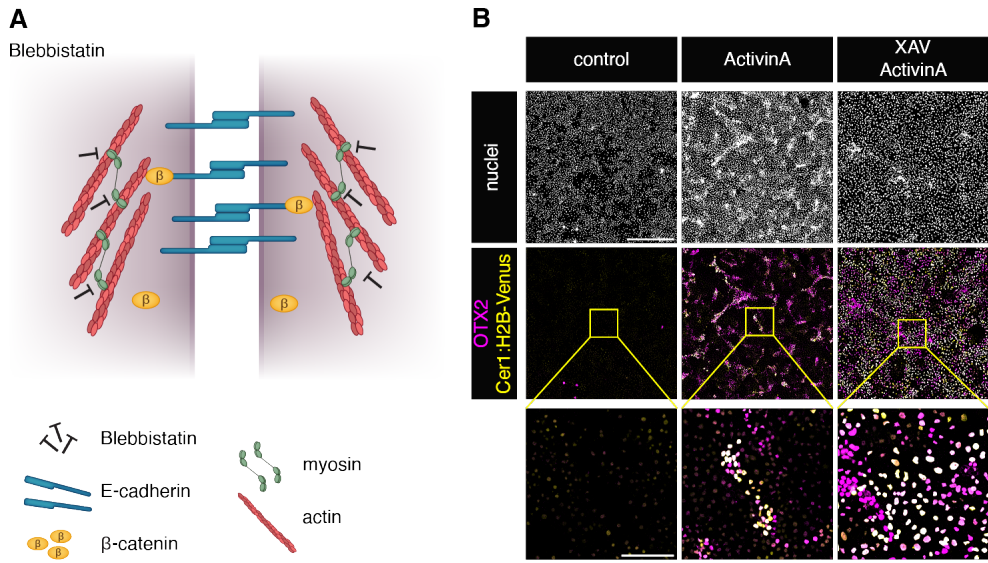 A
Blebbistatin
β
β
β
β
Blebbistatin
E-cadherin
β
β
β
β-catenin
myosin
actin
B
control
ActivinA
XAV
ActivinA
nuclei
OTX2
Cer1:H2B-Venus